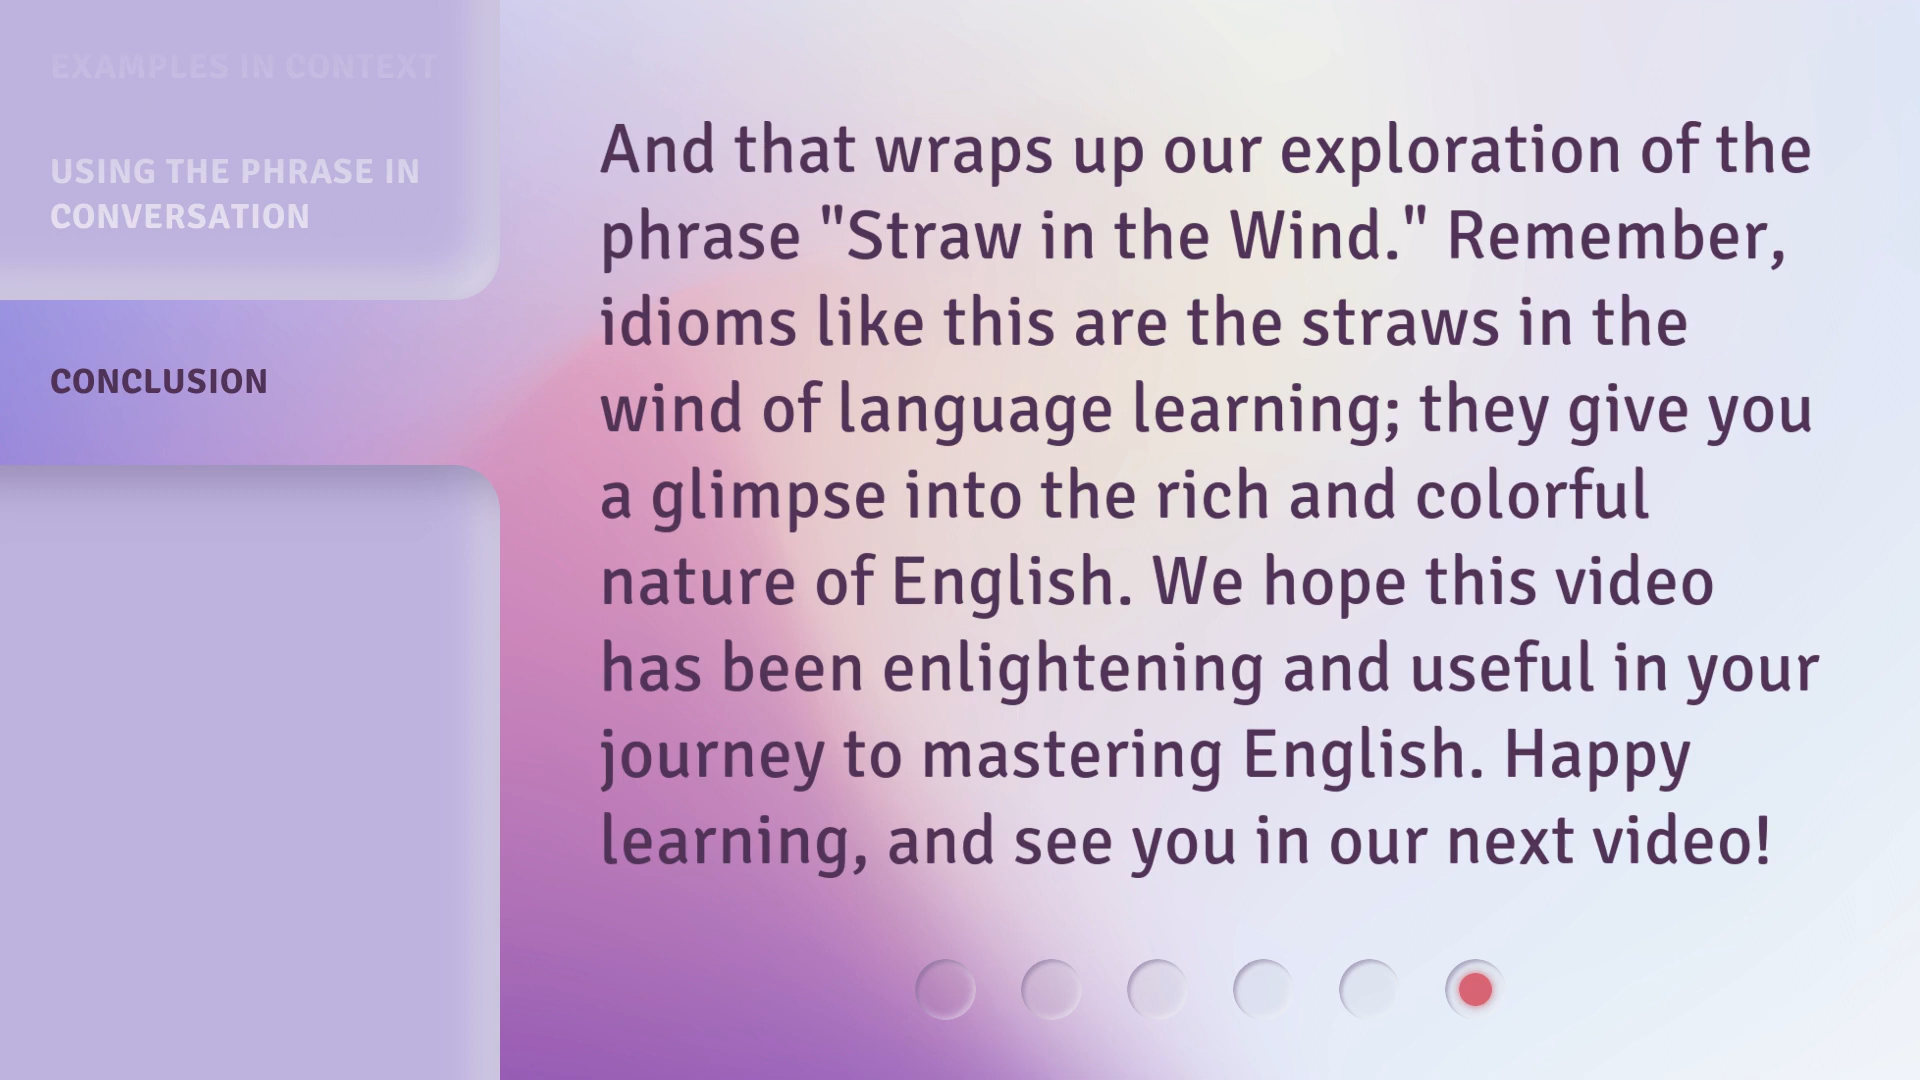 EXAMPLES IN CONTEXT
USING THE PHRASE IN
CONVERSATION
CONCLUSION
And that wraps up our exploration of the
phrase "Straw in the Wind." Remember,
idioms like this are the straws in the
wind of language learning; they give you
a glimpse into the rich and colorful
nature of English. We hope this video
has been enlightening and useful in your
journey to mastering English. Happy
learning, and see you in our next video!